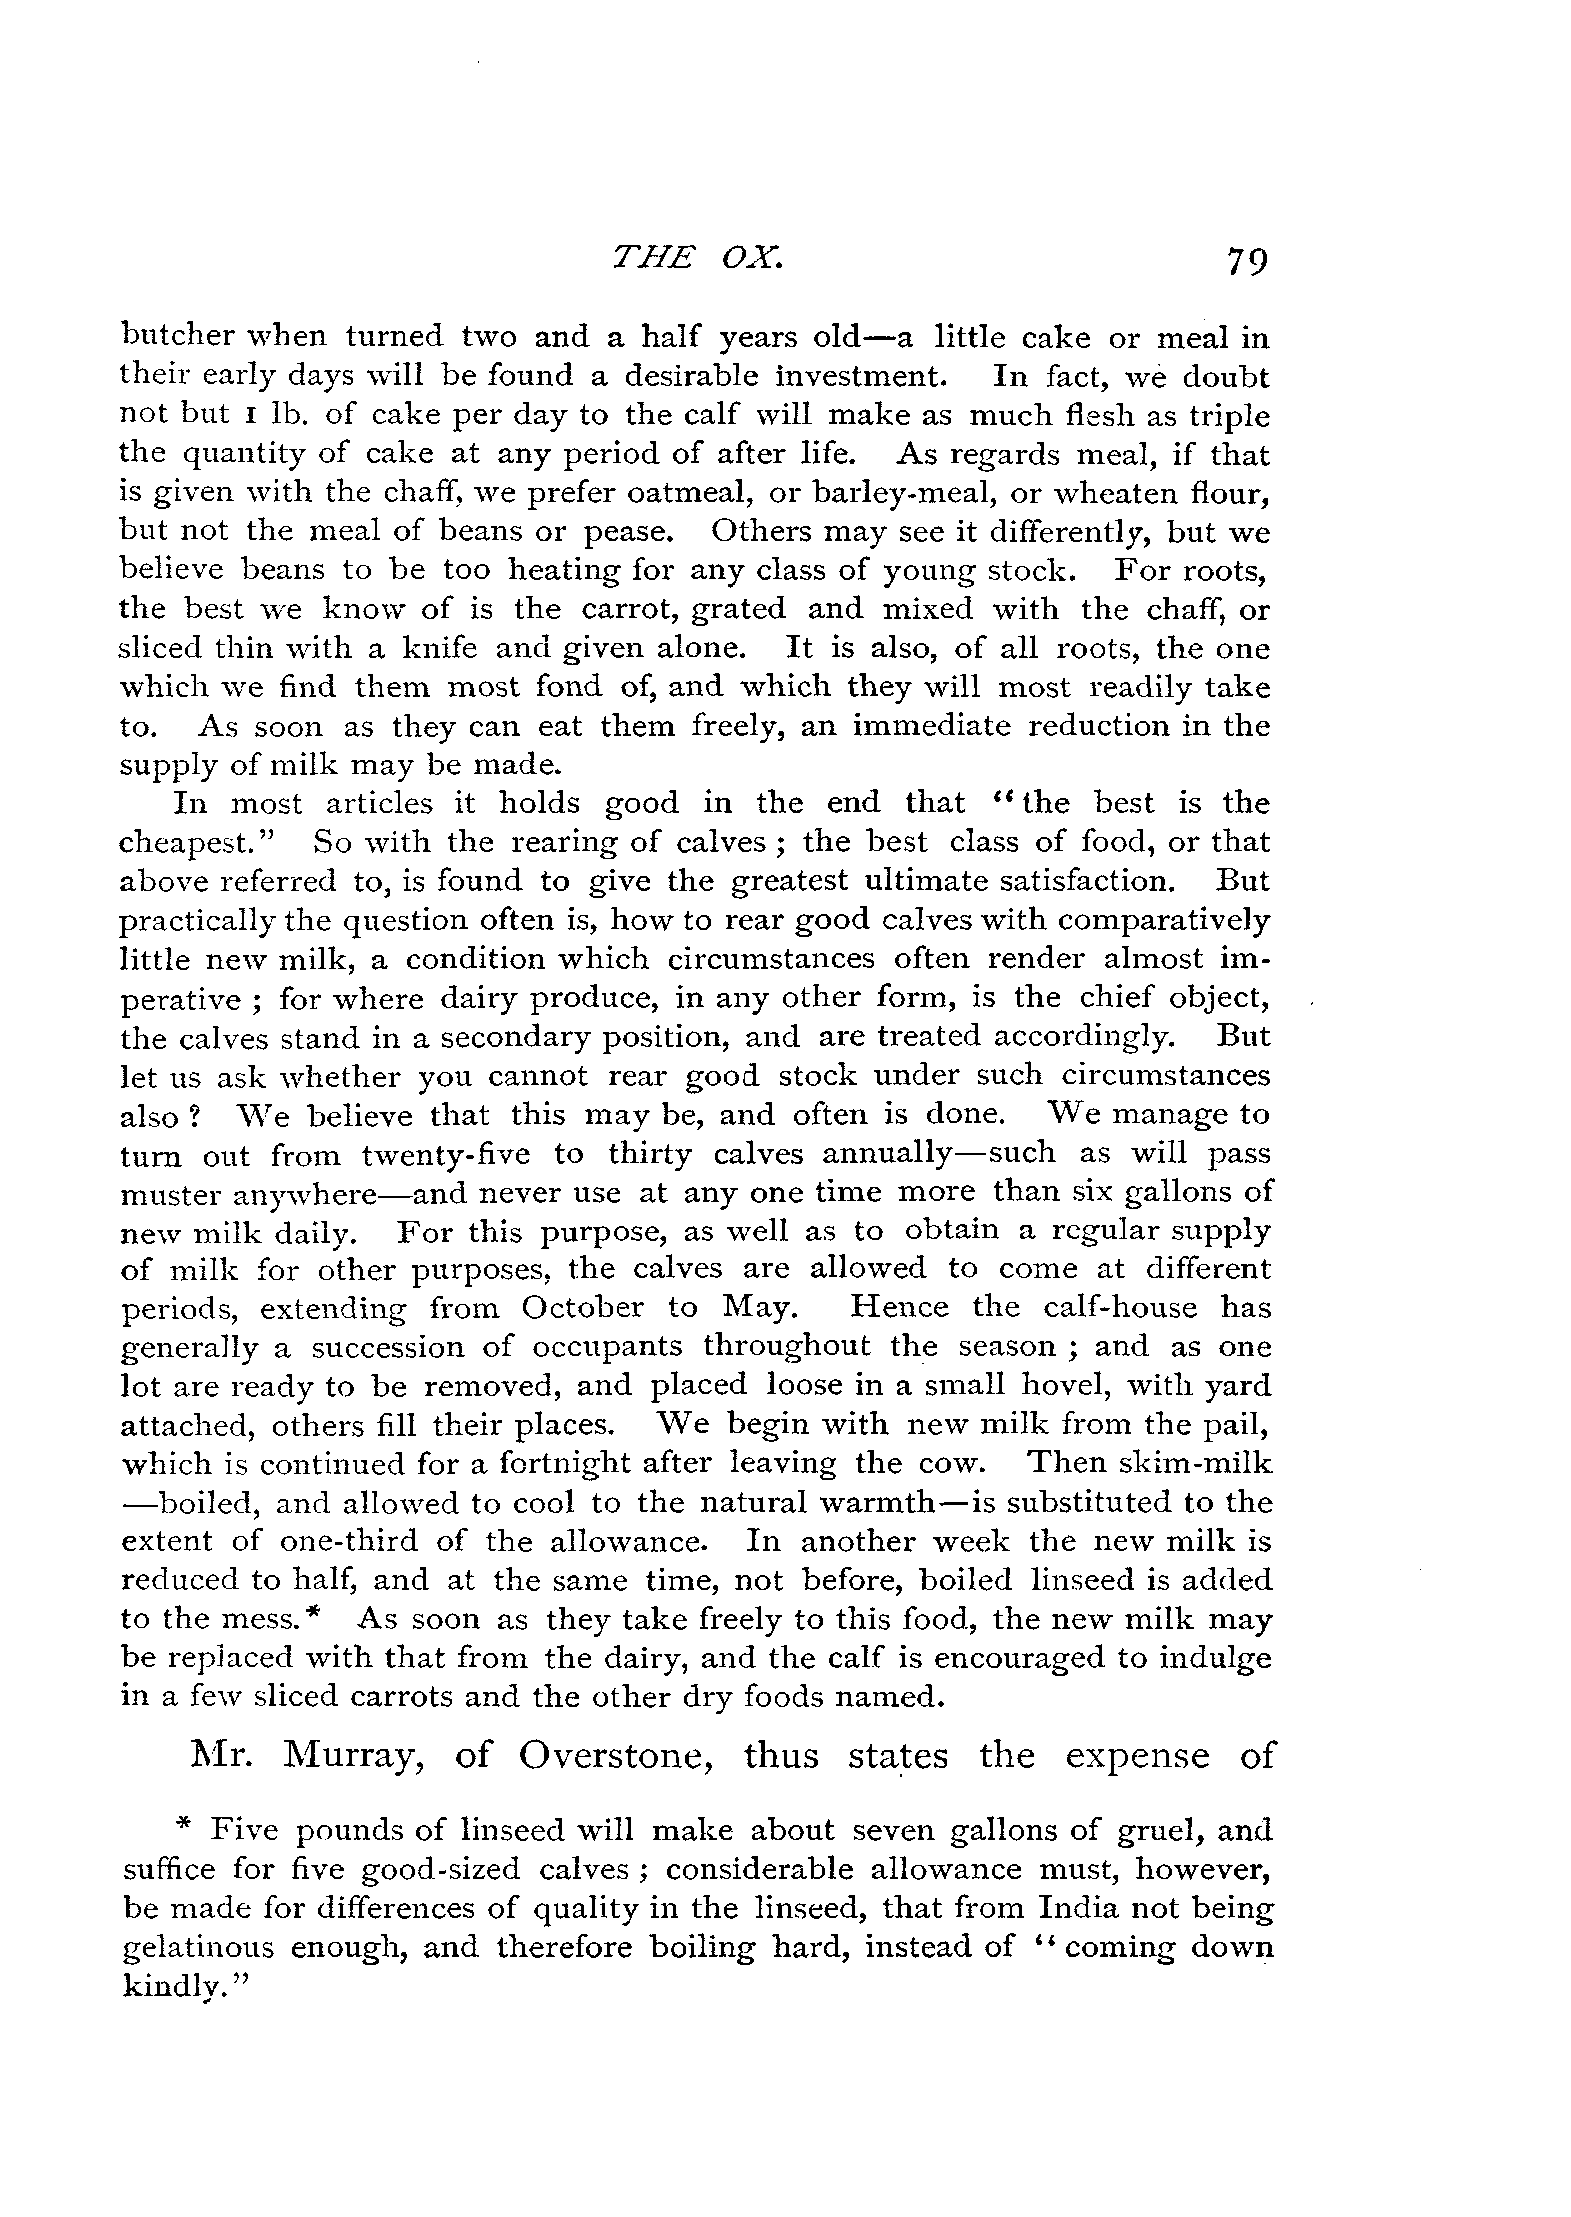 THE OX. 79
butcher when turned two and a half years old—a little cake or meal in
their early days will be found a desirable investment. In fact, we doubt
not but 1 lb. of cake per day to the calf will make as much flesh as triple
the quantity of cake at any period of after life. As regards meal, if that
is given with the chaff, we prefer oatmeal, or barley-meal, or wheaten flour,
but not the meal of beans or pease. Others may see it differently, but we
believe beans to be too heating for any class of young stock. For roots,
the best we know of is the carrot, grated and mixed with the chaff, or
sliced thin with a knife and given alone. It is also, of all roots, the one
which we find them most fond of, and which they will most readily take
to. As soon as they can eat them freely, an immediate reduction in the
supply of milk may be made.
In most articles it holds good in the end that “the best is the
cheapest.” So with the rearing of calves ; the best class of food, or that
above referred to, is found to give the greatest ultimate satisfaction. But
practically the question often is, how to rear good calves with comparatively
little new milk, a condition which circumstances often render almost im-
perative ; for where dairy produce, in any other form, is the chief object,
the calves stand in a secondary position, and are treated accordingly. But
let us ask whether you cannot rear good stock under such circumstances
also ? We believe that this may be, and often is done. We manage to
turn out from twenty-five to thirty calves annually—such as will pass
muster anywhere—and never use at any one time more than six gallons of
new milk daily. For this purpose, as well as to obtain a regular supply
of milk for other purposes, the calves are allowed to come at different
periods, extending from October to May. Hence the calf-house has
generally a succession of occupants throughout the season ; and as one
lot are ready to be removed, and placed loose in a small hovel, with yard
attached, others fill their places. We begin with new milk from the pail,
which is continued for a fortnight after leaving the cow. Then skim-milk
—boiled, and allowed to cool to the natural warmth—is substituted to the
extent of one-third of the allowance. In another week the new milk is
reduced to half, and at the same time, not before, boiled linseed is added
to the mess.* As soon as they take freely to this food, the new milk may
be replaced with that from the dairy, and the calf is encouraged to indulge
in a few sliced carrots and the other dry foods named.
Mr. Murray, of Overstone, thus states the expense of
* Five pounds of linseed will make about seven gallons of gruel, and
suffice for five good-sized calves ; considerable allowance must, however,
be made for differences of quality in the linseed, that from India not being
gelatinous enough, and therefore boiling hard, instead of “coming down
kindly.”